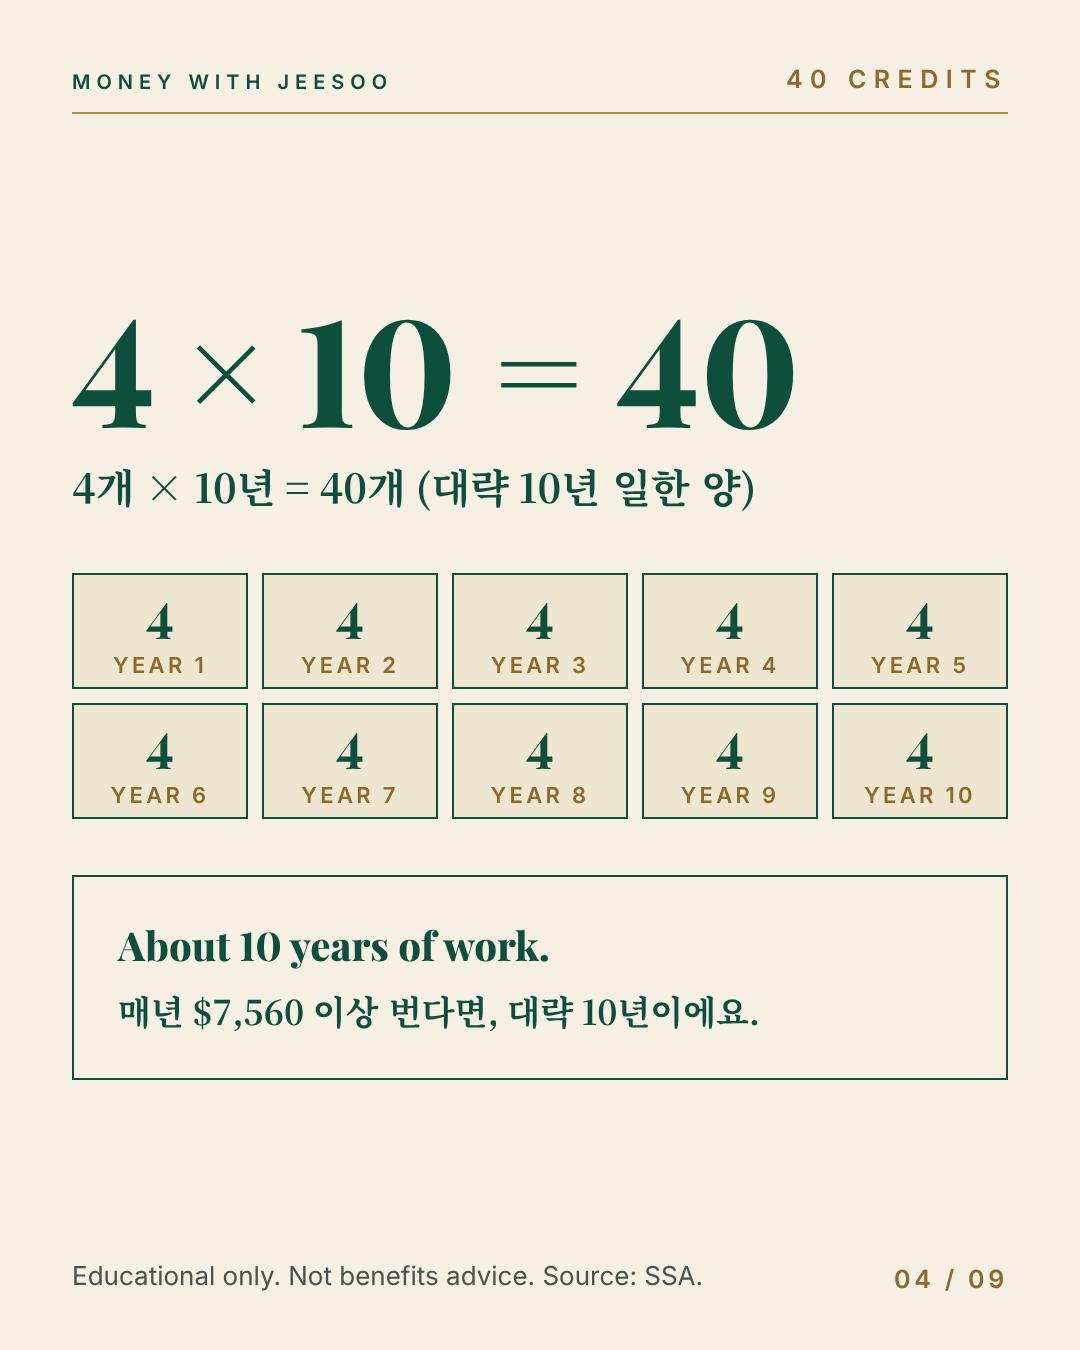 MONEY WITH JEESOO
40 CREDITS
4 × 10 = 40
4개 × 10년 = 40개 (대략 10년 일한 양)
4
YEAR 1
4
YEAR 2
4
YEAR 3
4
YEAR 4
4
YEAR 5
4
YEAR 6
4
YEAR 7
4
YEAR 8
4
YEAR 9
4
YEAR 10
About 10 years of work.
매년 $7,560 이상 번다면, 대략 10년이에요.
Educational only. Not benefits advice. Source: SSA.
04 / 09